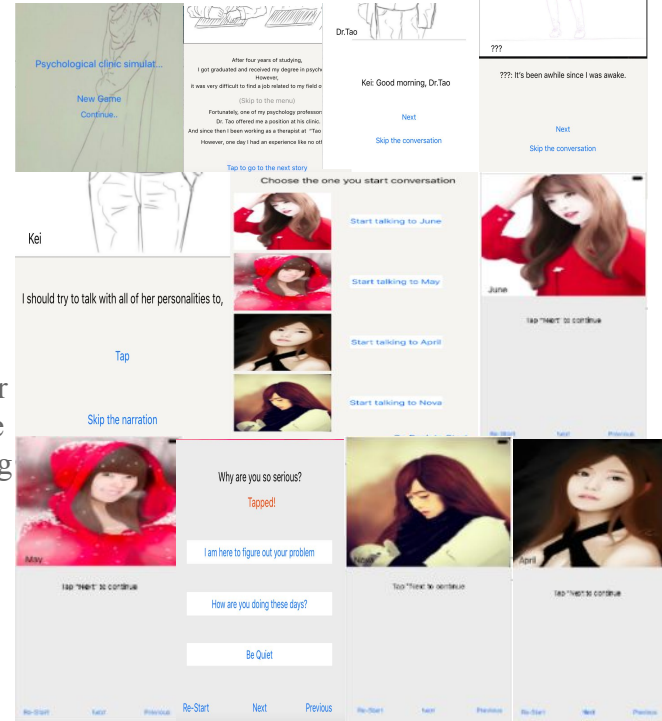 Psychological clinic simulat...
New Game
Continue..
After four years of studying,
I got graduated and received my degree in psych
However,
it was very difficult to find a job related to my field o
(Skip to the menu)
Fortunately, one of my psychology professor
Dr. Tao offered me a position at his clinic.
And since then I been working as a therapist at "Tao
However, one day I had an experience like no oth
Tap to go to the next story
Dr.Tao
Kei: Good morning, Dr.Tao
Next
Skip the conversation
???
???: It's been awhile since I was awake.
Next
Skip the conversation
Kei
I should try to talk with all of her personalities to,
Tap
Skip the narration
Choose the one you start conversation
Start talking to June
Start talking to May
Start talking to April
Start talking to Nova
June
Tap "Next" to continue
Re-Start Next Previous
r
e
g
May
Tap "Next" to continue
Re-Start Next Previous
Why are you so serious?
Tapped!
I am here to figure out your problem
How are you doing these days?
Be Quiet
Re-Start Next Previous
Nova
Tap "Next to continue
Re-Start Next Previous
April
Tap "Next to continue
Re-Start Next Previous